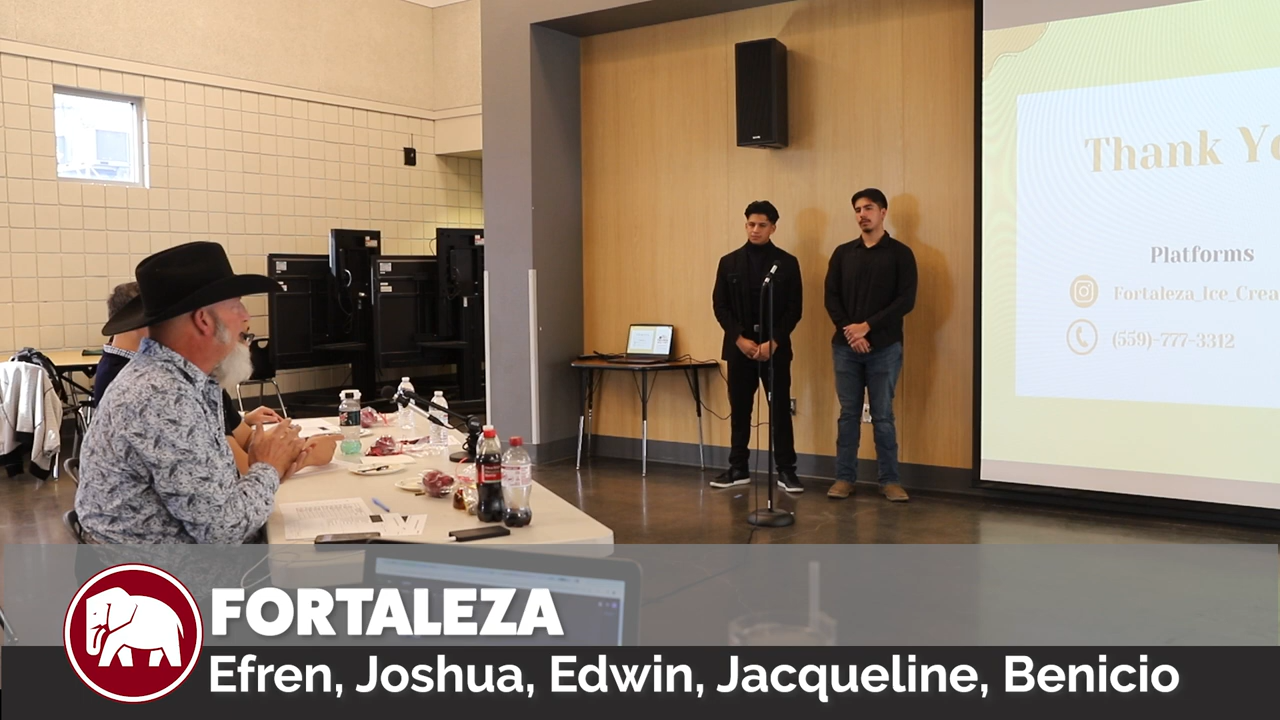 Thank Yo
Platforms
Fortaleza_Ice_Crea
(559)-777-3312
FORTALEZA
Efren, Joshua, Edwin, Jacqueline, Benicio